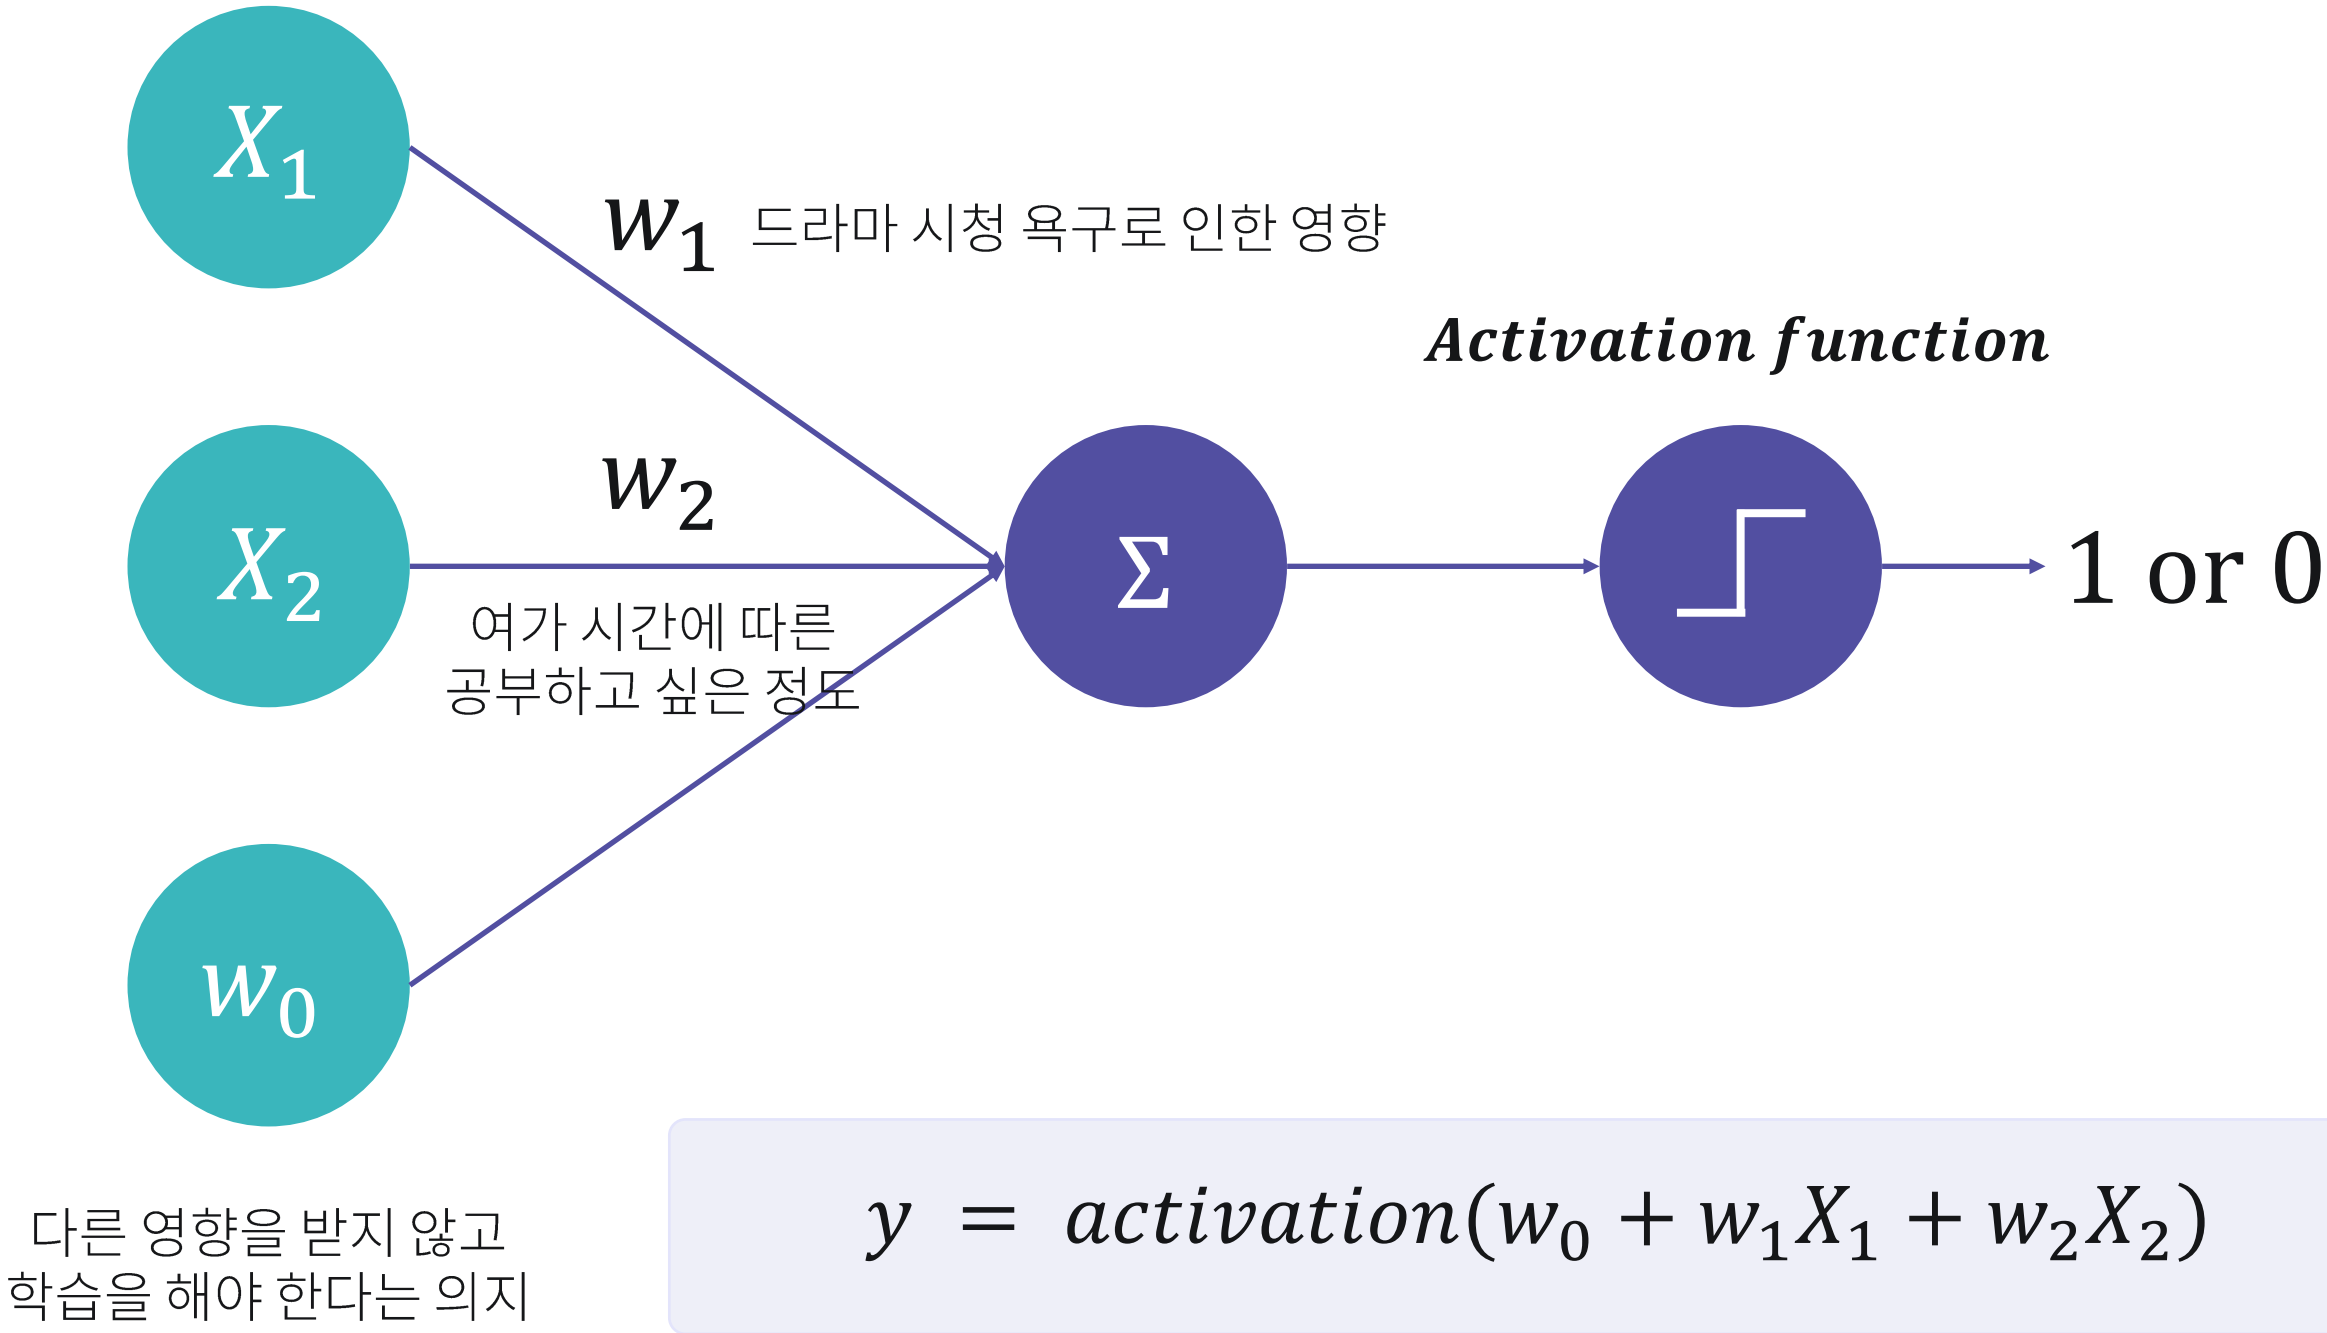 X₁
w₁ 드라마 시청 욕구로 인한 영향
Activation function
w₂
X₂
Σ
1 or 0
여가 시간에 따른
공부하고 싶은 정도
w₀
다른 영향을 받지 않고
학습을 해야 한다는 의지
y = activation(w₀ + w₁X₁ + w₂X₂)